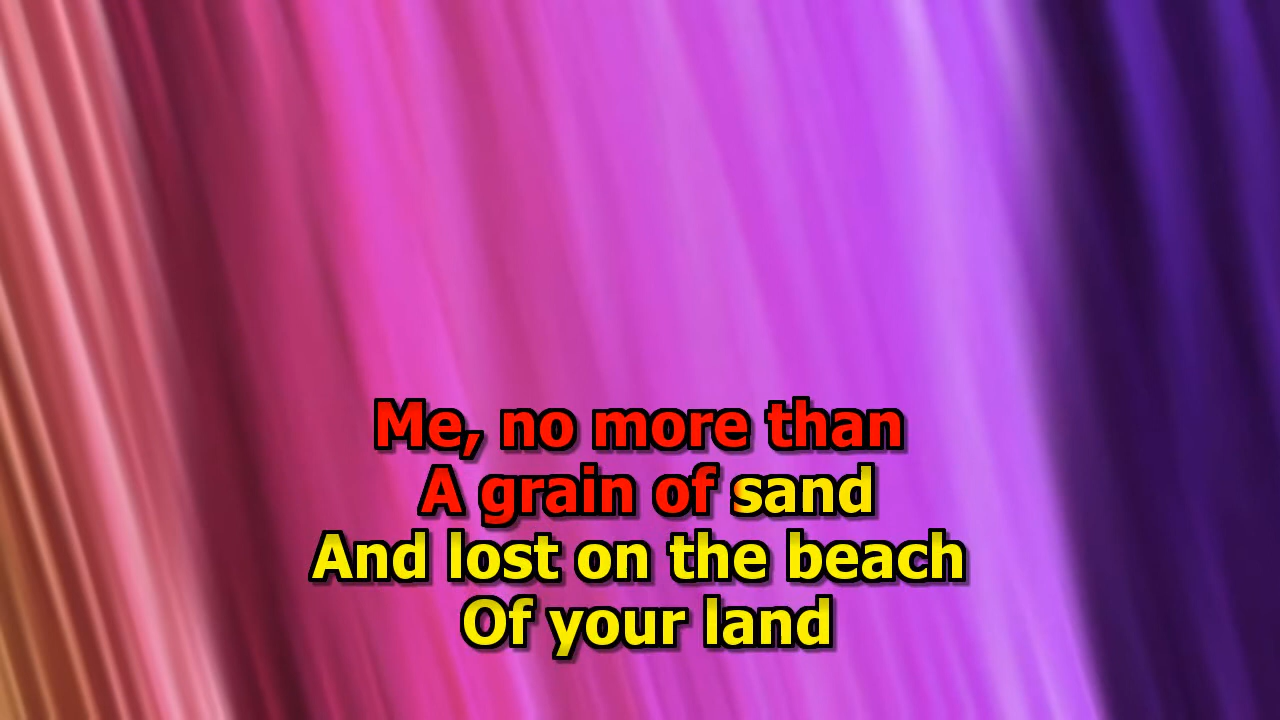 Me, no more than
A grain of sand
And lost on the beach
Of your land